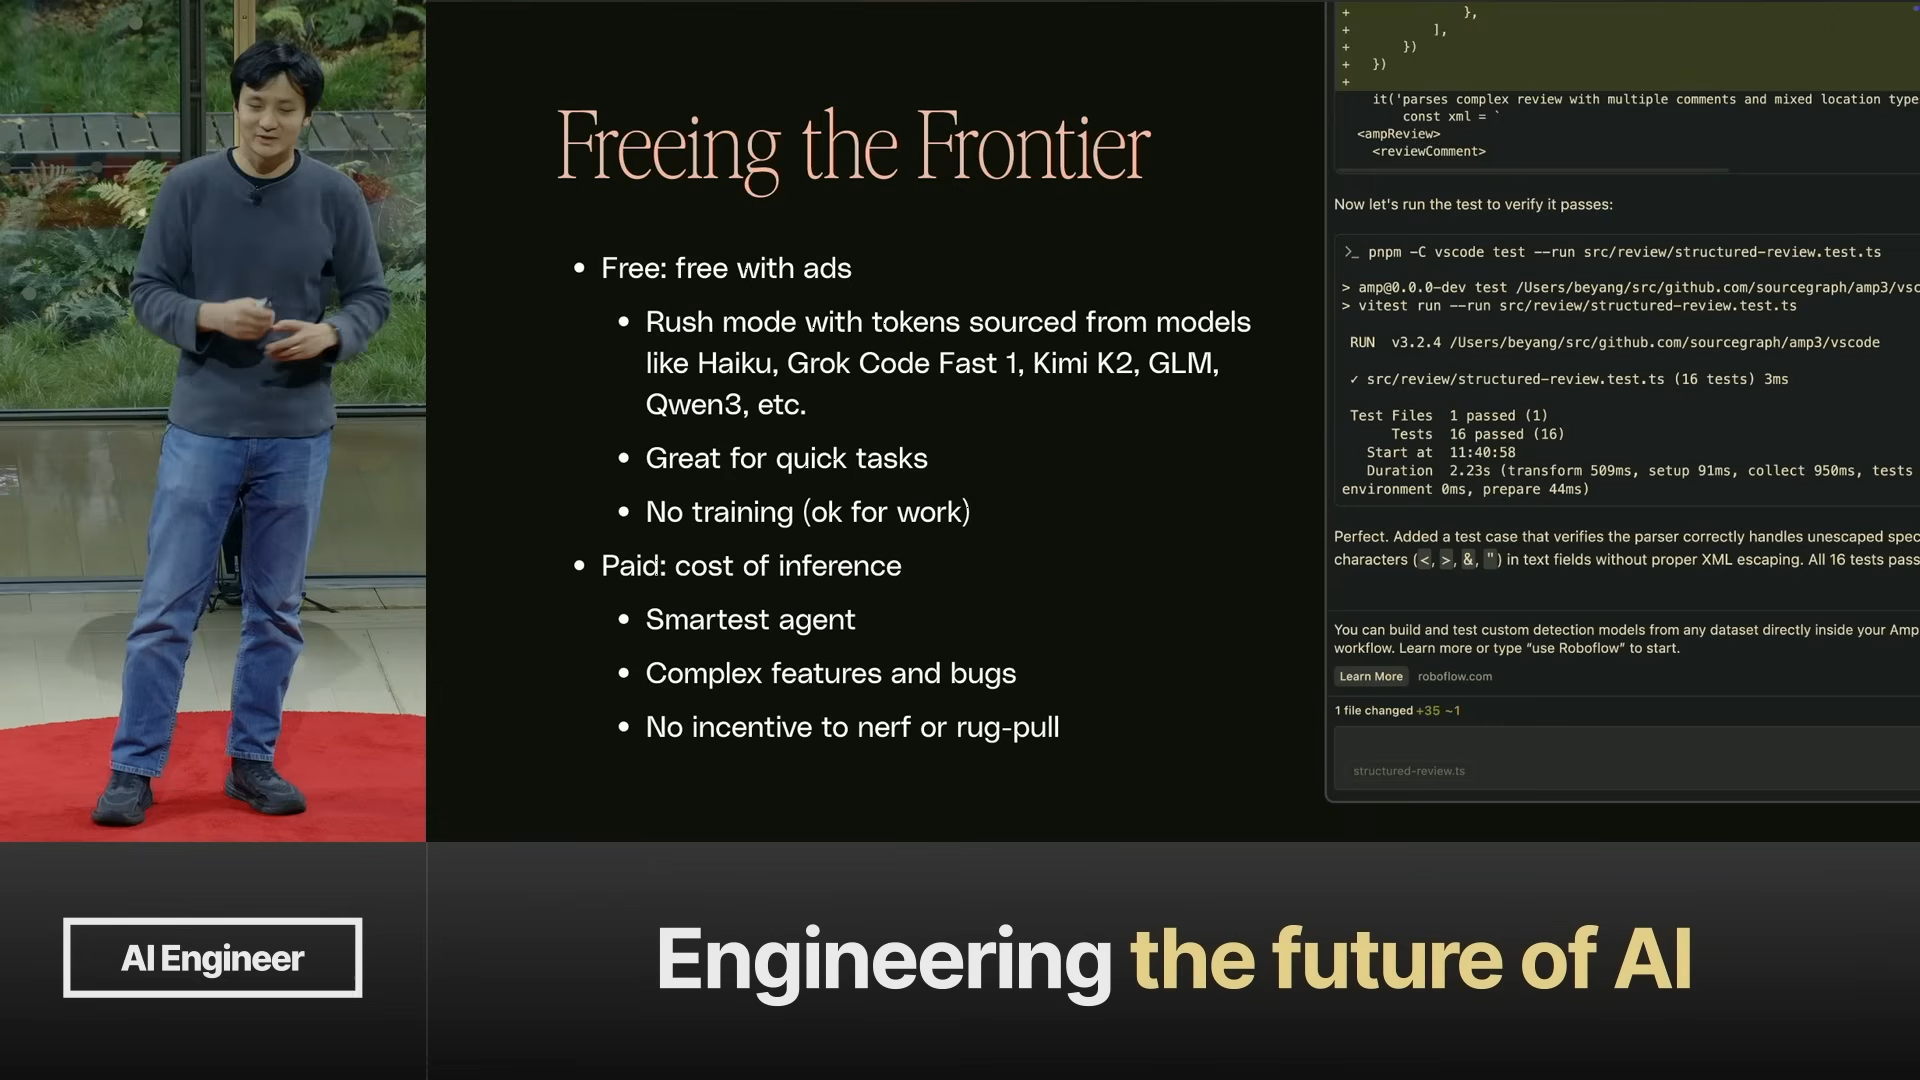 Freeing the Frontier
• Free: free with ads
• Rush mode with tokens sourced from models
like Haiku, Grok Code Fast 1, Kimi K2, GLM,
Qwen3, etc.
• Great for quick tasks
• No training (ok for work)
• Paid: cost of inference
• Smartest agent
• Complex features and bugs
• No incentive to nerf or rug-pull
+ },
+ ],
+ })
+ })
+
it('parses complex review with multiple comments and mixed location type
const xml = `
<ampReview>
<reviewComment>
Now let's run the test to verify it passes:
>_ pnpm -C vscode test --run src/review/structured-review.test.ts
> amp@0.0.0-dev test /Users/beyang/src/github.com/sourcegraph/amp3/vsc
> vitest run --run src/review/structured-review.test.ts
RUN v3.2.4 /Users/beyang/src/github.com/sourcegraph/amp3/vscode
✓ src/review/structured-review.test.ts (16 tests) 3ms
Test Files 1 passed (1)
Tests 16 passed (16)
Start at 11:40:58
Duration 2.23s (transform 509ms, setup 91ms, collect 950ms, tests
environment 0ms, prepare 44ms)
Perfect. Added a test case that verifies the parser correctly handles unescaped spec
characters (<, >, &, ") in text fields without proper XML escaping. All 16 tests pass
You can build and test custom detection models from any dataset directly inside your Amp
workflow. Learn more or type “use Roboflow” to start.
Learn More roboflow.com
1 file changed +35 ~1
structured-review.ts
AI Engineer
Engineering the future of AI